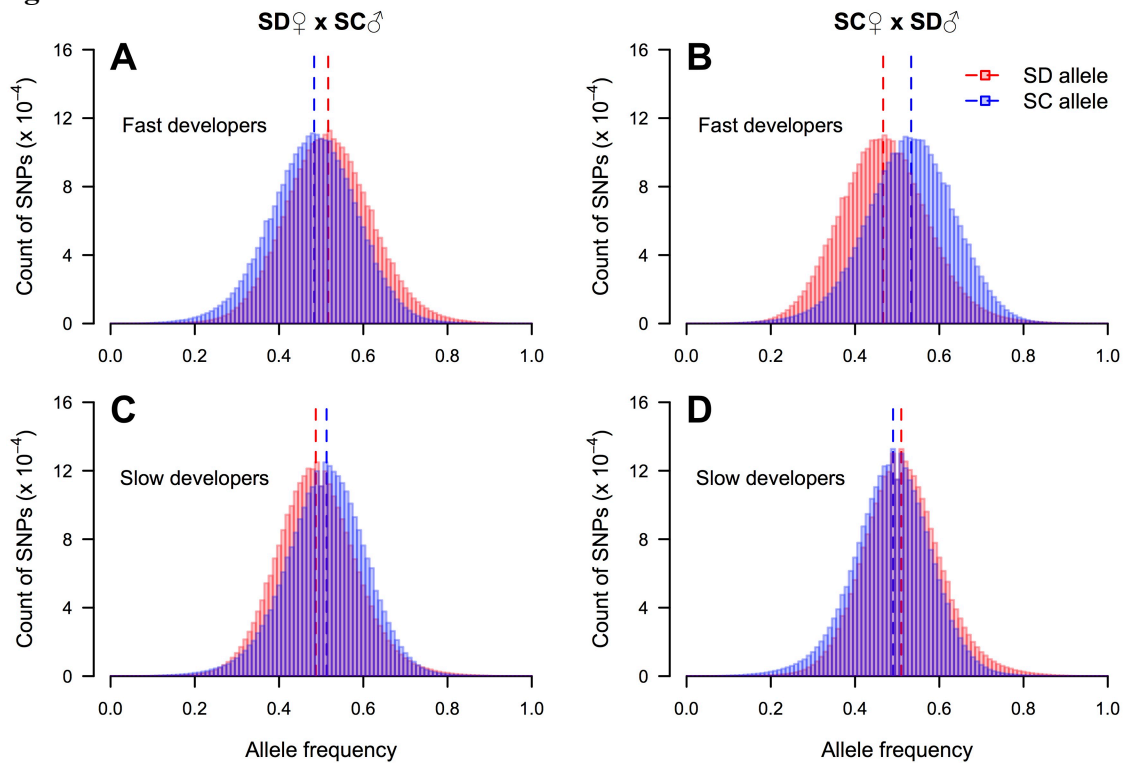 g
SD♀ x SC♂
SC♀ x SD♂
A
Fast developers
Count of SNPs (x 10⁻⁴)
16
12
8
4
0
0.0 0.2 0.4 0.6 0.8 1.0
B
Fast developers
SD allele
SC allele
Count of SNPs (x 10⁻⁴)
16
12
8
4
0
0.0 0.2 0.4 0.6 0.8 1.0
C
Slow developers
Count of SNPs (x 10⁻⁴)
16
12
8
4
0
0.0 0.2 0.4 0.6 0.8 1.0
Allele frequency
D
Slow developers
Count of SNPs (x 10⁻⁴)
16
12
8
4
0
0.0 0.2 0.4 0.6 0.8 1.0
Allele frequency